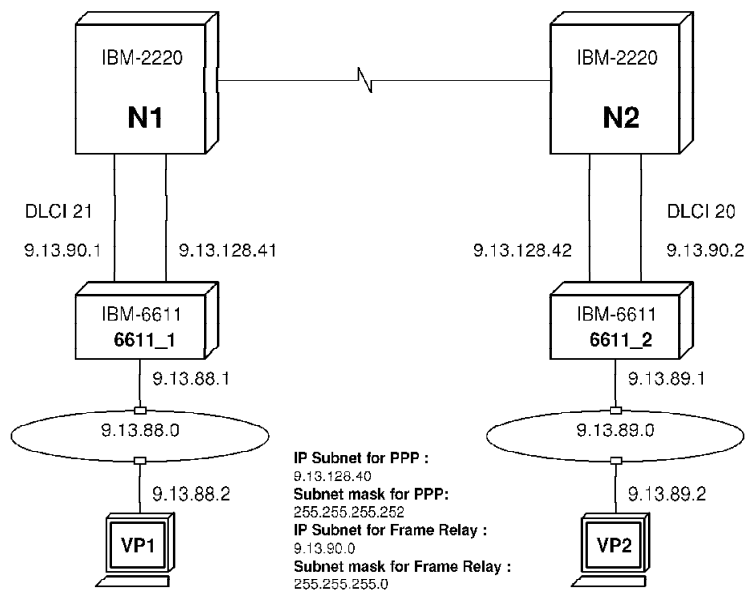 IBM-2220
N1
IBM-2220
N2
DLCI 21
9.13.90.1
9.13.128.41
DLCI 20
9.13.128.42
9.13.90.2
IBM-6611
6611_1
IBM-6611
6611_2
9.13.88.1
9.13.89.1
9.13.88.0
9.13.89.0
9.13.88.2
9.13.89.2
IP Subnet for PPP :
9.13.128.40
Subnet mask for PPP:
255.255.255.252
IP Subnet for Frame Relay :
9.13.90.0
Subnet mask for Frame Relay :
255.255.255.0
VP1
VP2